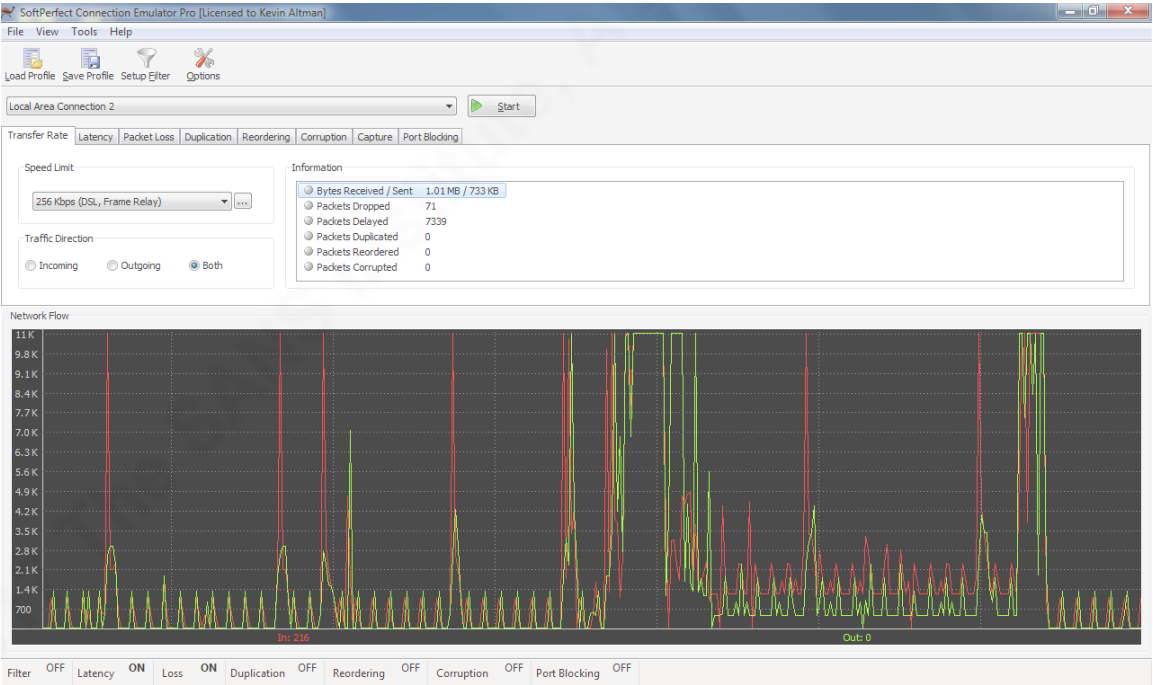 SoftPerfect Connection Emulator Pro [Licensed to Kevin Altman]
File View Tools Help
Load Profile Save Profile Setup Filter Options
Local Area Connection 2 Start
Transfer Rate Latency Packet Loss Duplication Reordering Corruption Capture Port Blocking
Speed Limit
256 Kbps (DSL, Frame Relay) ...
Traffic Direction
Incoming Outgoing Both
Information
Bytes Received / Sent 1.01 MB / 733 KB
Packets Dropped 71
Packets Delayed 7339
Packets Duplicated 0
Packets Reordered 0
Packets Corrupted 0
Network Flow
11 K
9.8 K
9.1 K
8.4 K
7.7 K
7.0 K
6.3 K
5.6 K
4.9 K
4.2 K
3.5 K
2.8 K
2.1 K
1.4 K
700
In: 216 Out: 0
Filter OFF Latency ON Loss ON Duplication OFF Reordering OFF Corruption OFF Port Blocking OFF